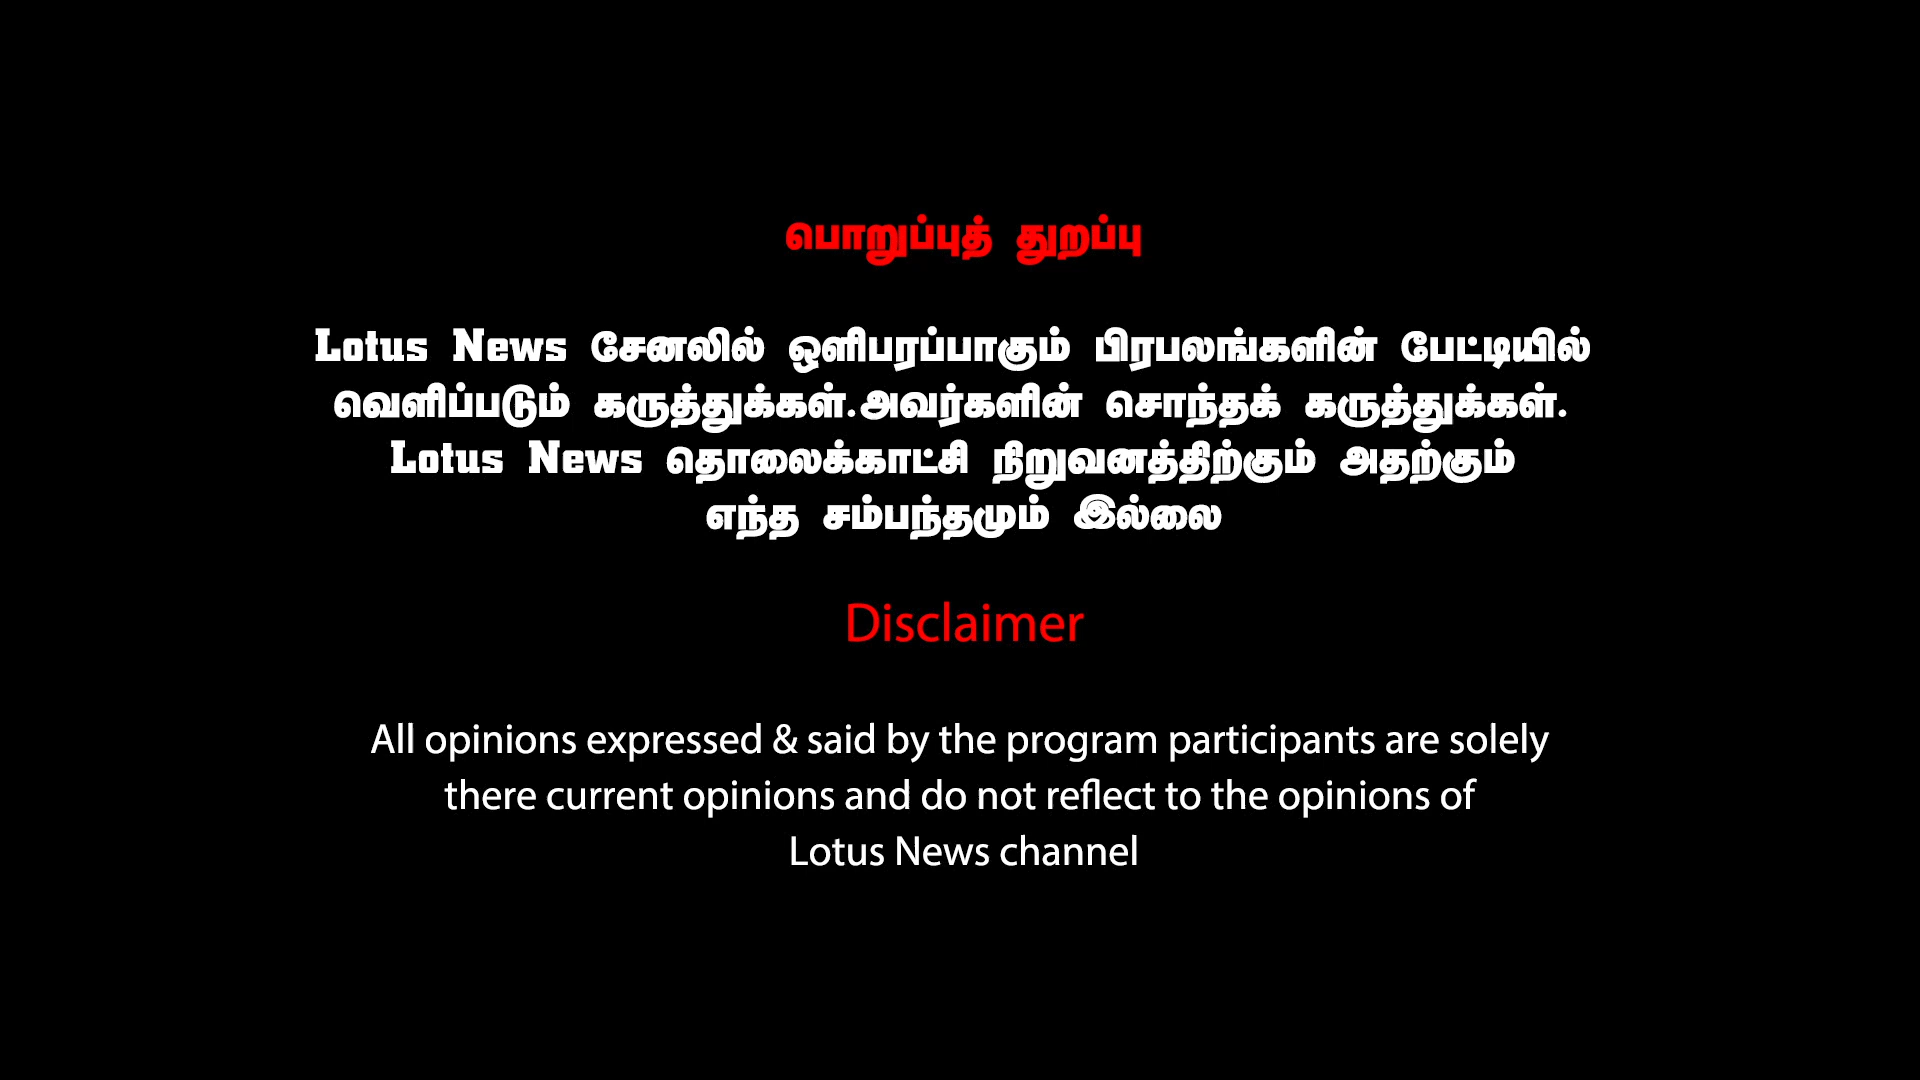 பொறுப்புத் துறப்பு
Lotus News சேனலில் ஒளிபரப்பாகும் பிரபலங்களின் பேட்டியில்
வெளிப்படும் கருத்துக்கள்.அவர்களின் சொந்தக் கருத்துக்கள்.
Lotus News தொலைக்காட்சி நிறுவனத்திற்கும் அதற்கும்
எந்த சம்பந்தமும் இல்லை
Disclaimer
All opinions expressed & said by the program participants are solely
there current opinions and do not reflect to the opinions of
Lotus News channel